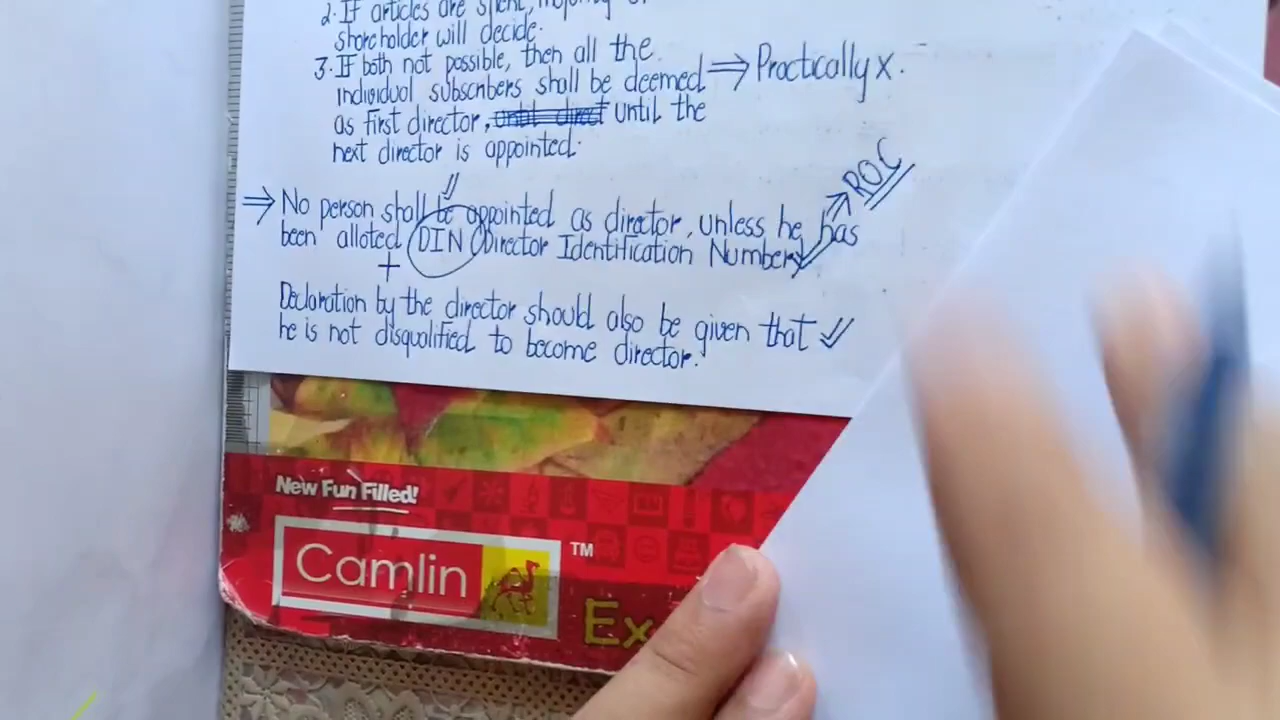 2. If articles are silent, majority of
shareholder will decide.
3. If both not possible, then all the
individual subscribers shall be deemed ⇒ Practically x.
as first director, until the
next director is appointed.
⇒ No person shall be appointed as director, unless he has
been alloted DIN (Director Identification Number)
ROC
+
Declaration by the director should also be given that
he is not disqualified to become director.
New Fun Filled!
Camlin TM
Ex